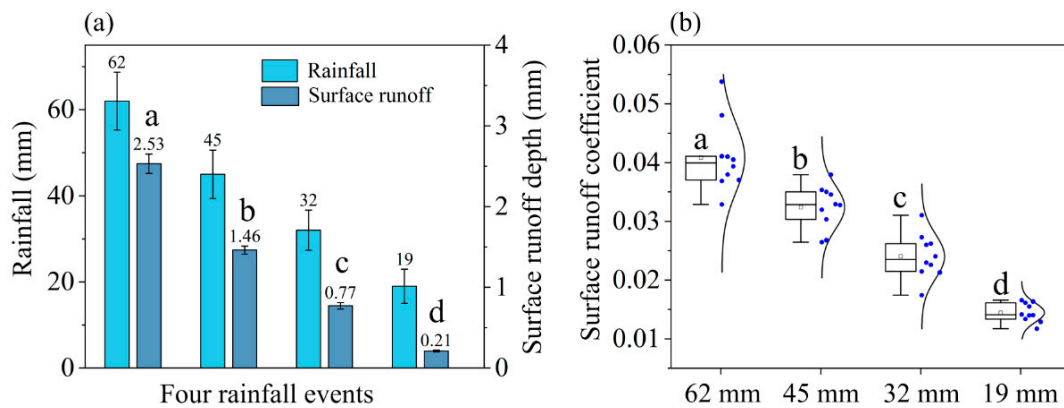 (a)
Rainfall (mm)
60
40
20
0
62
45
32
19
a
b
c
d
2.53
1.46
0.77
0.21
Rainfall
Surface runoff
Four rainfall events
4
3
2
1
0
Surface runoff depth (mm)
(b)
Surface runoff coefficient
0.06
0.05
0.04
0.03
0.02
0.01
a
b
c
d
62 mm
45 mm
32 mm
19 mm